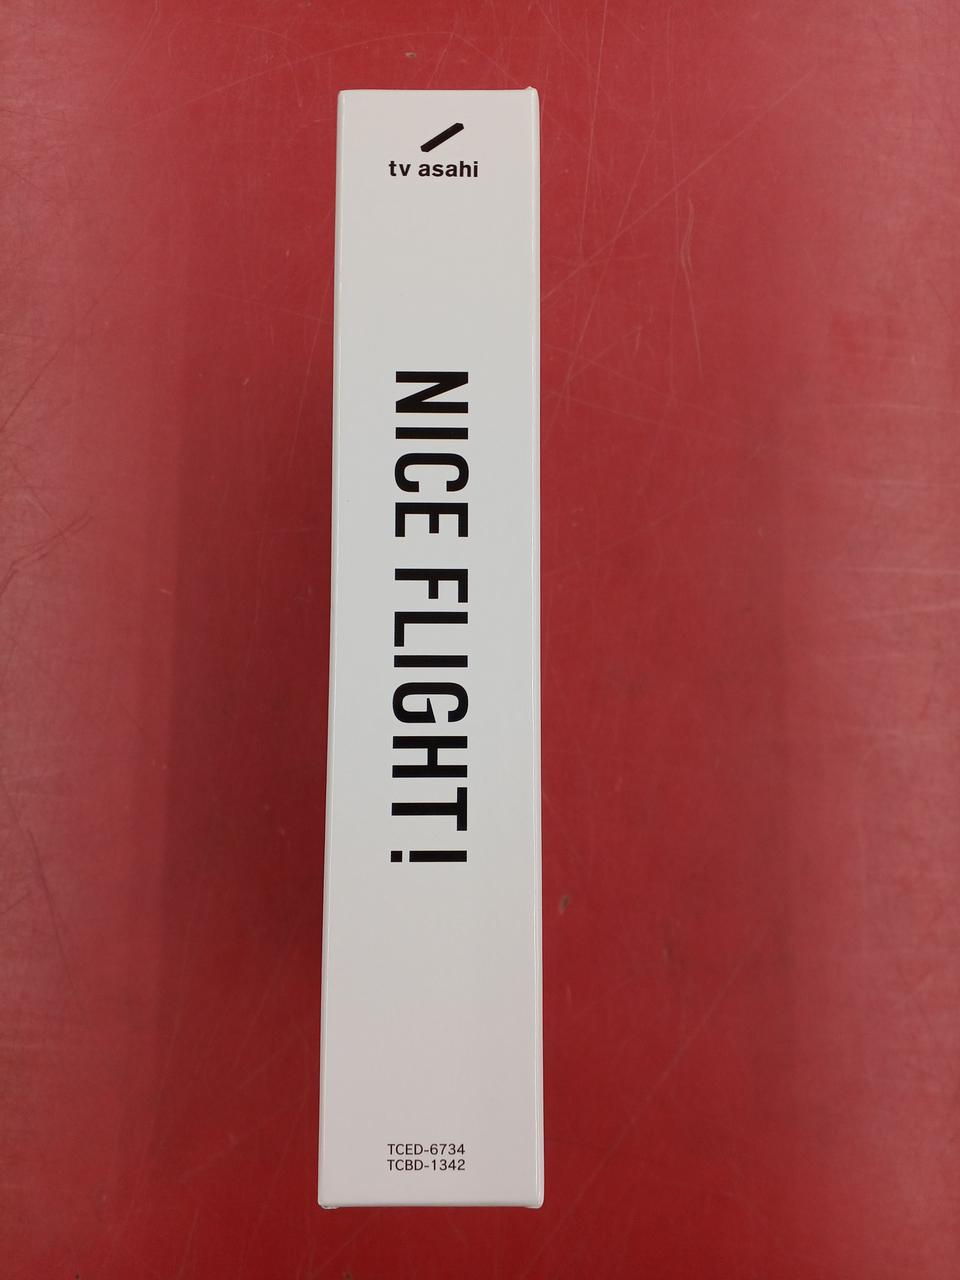 tv asahi
NICE FLIGHT!
TCED-6734
TCBD-1342